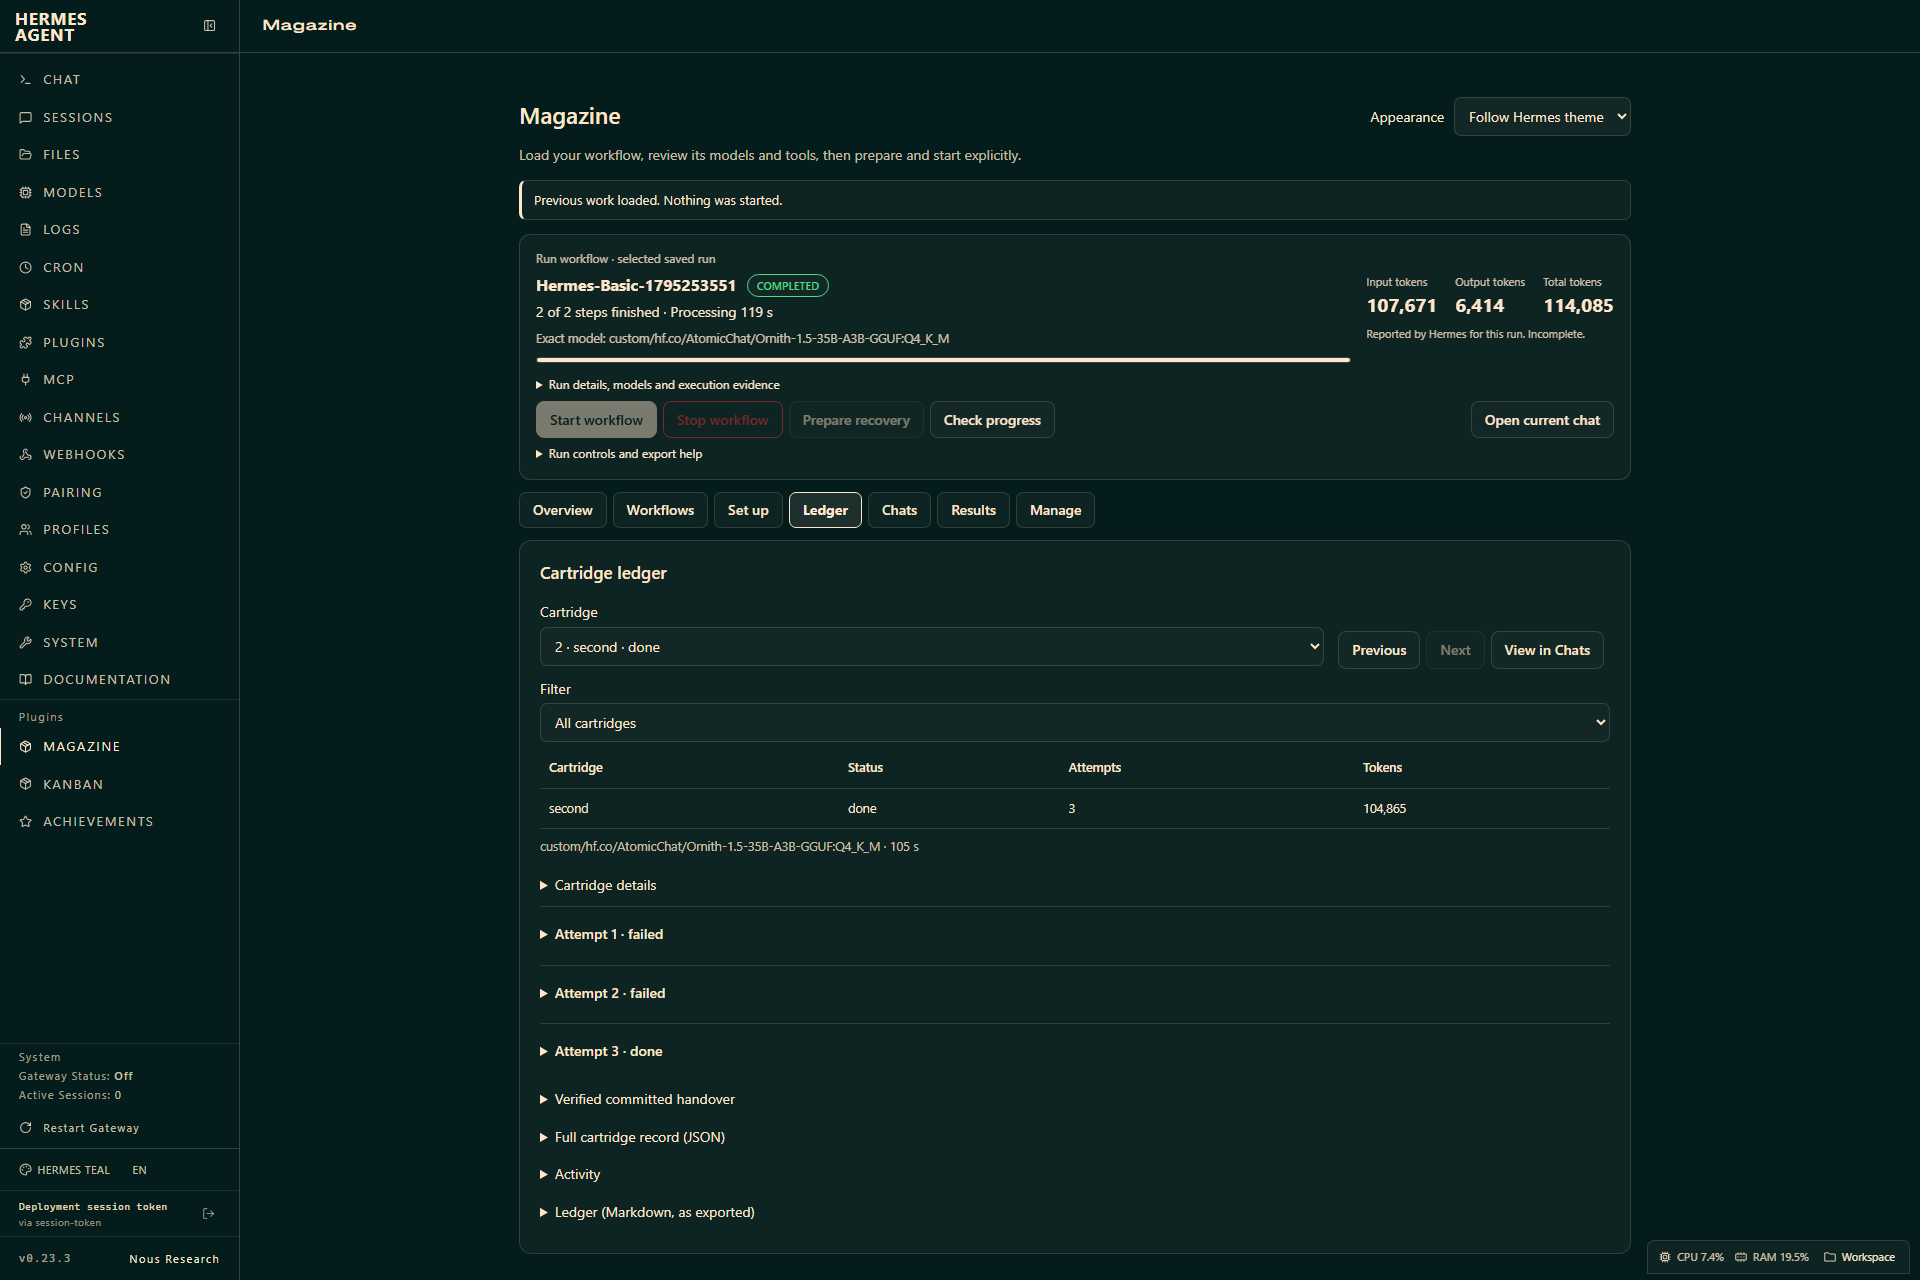 HERMES
AGENT
CHAT
SESSIONS
FILES
MODELS
LOGS
CRON
SKILLS
PLUGINS
MCP
CHANNELS
WEBHOOKS
PAIRING
PROFILES
CONFIG
KEYS
SYSTEM
DOCUMENTATION
Plugins
MAGAZINE
KANBAN
ACHIEVEMENTS
System
Gateway Status: Off
Active Sessions: 0
Restart Gateway
HERMES TEAL EN
Deployment session token
via session-token
v0.23.3 Nous Research
Magazine
Magazine
Appearance Follow Hermes theme
Load your workflow, review its models and tools, then prepare and start explicitly.
Previous work loaded. Nothing was started.
Run workflow · selected saved run
Hermes-Basic-1795253551 COMPLETED
2 of 2 steps finished · Processing 119 s
Exact model: custom/hf.co/AtomicChat/Ornith-1.5-35B-A3B-GGUF:Q4_K_M
Input tokens Output tokens Total tokens
107,671 6,414 114,085
Reported by Hermes for this run. Incomplete.
Run details, models and execution evidence
Start workflow Stop workflow Prepare recovery Check progress Open current chat
Run controls and export help
Overview Workflows Set up Ledger Chats Results Manage
Cartridge ledger
Cartridge
2 · second · done Previous Next View in Chats
Filter
All cartridges
Cartridge Status Attempts Tokens
second done 3 104,865
custom/hf.co/AtomicChat/Ornith-1.5-35B-A3B-GGUF:Q4_K_M · 105 s
Cartridge details
Attempt 1 · failed
Attempt 2 · failed
Attempt 3 · done
Verified committed handover
Full cartridge record (JSON)
Activity
Ledger (Markdown, as exported)
CPU 7.4% RAM 19.5% Workspace